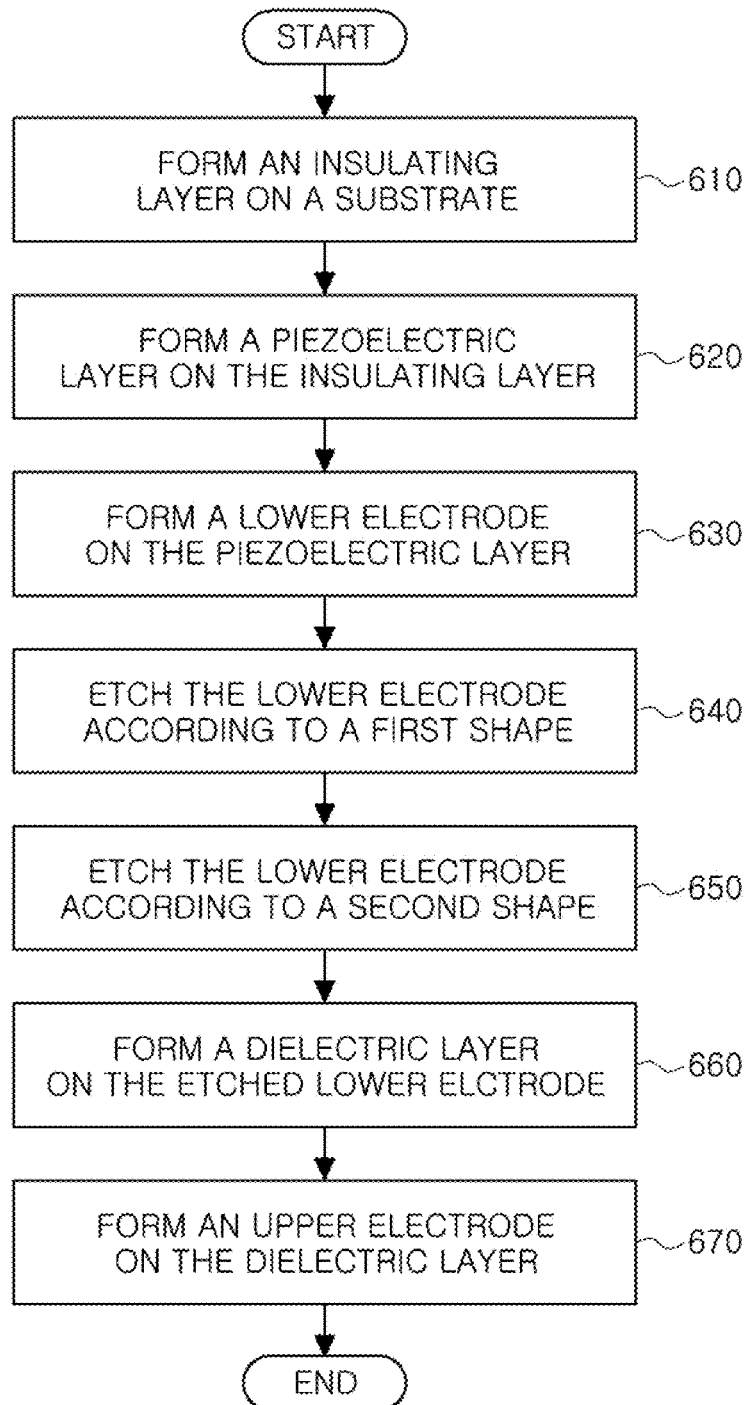 START
FORM AN INSULATING
LAYER ON A SUBSTRATE
610
FORM A PIEZOELECTRIC
LAYER ON THE INSULATING LAYER
620
FORM A LOWER ELECTRODE
ON THE PIEZOELECTRIC LAYER
630
ETCH THE LOWER ELECTRODE
ACCORDING TO A FIRST SHAPE
640
ETCH THE LOWER ELECTRODE
ACCORDING TO A SECOND SHAPE
650
FORM A DIELECTRIC LAYER
ON THE ETCHED LOWER ELCTRODE
660
FORM AN UPPER ELECTRODE
ON THE DIELECTRIC LAYER
670
END